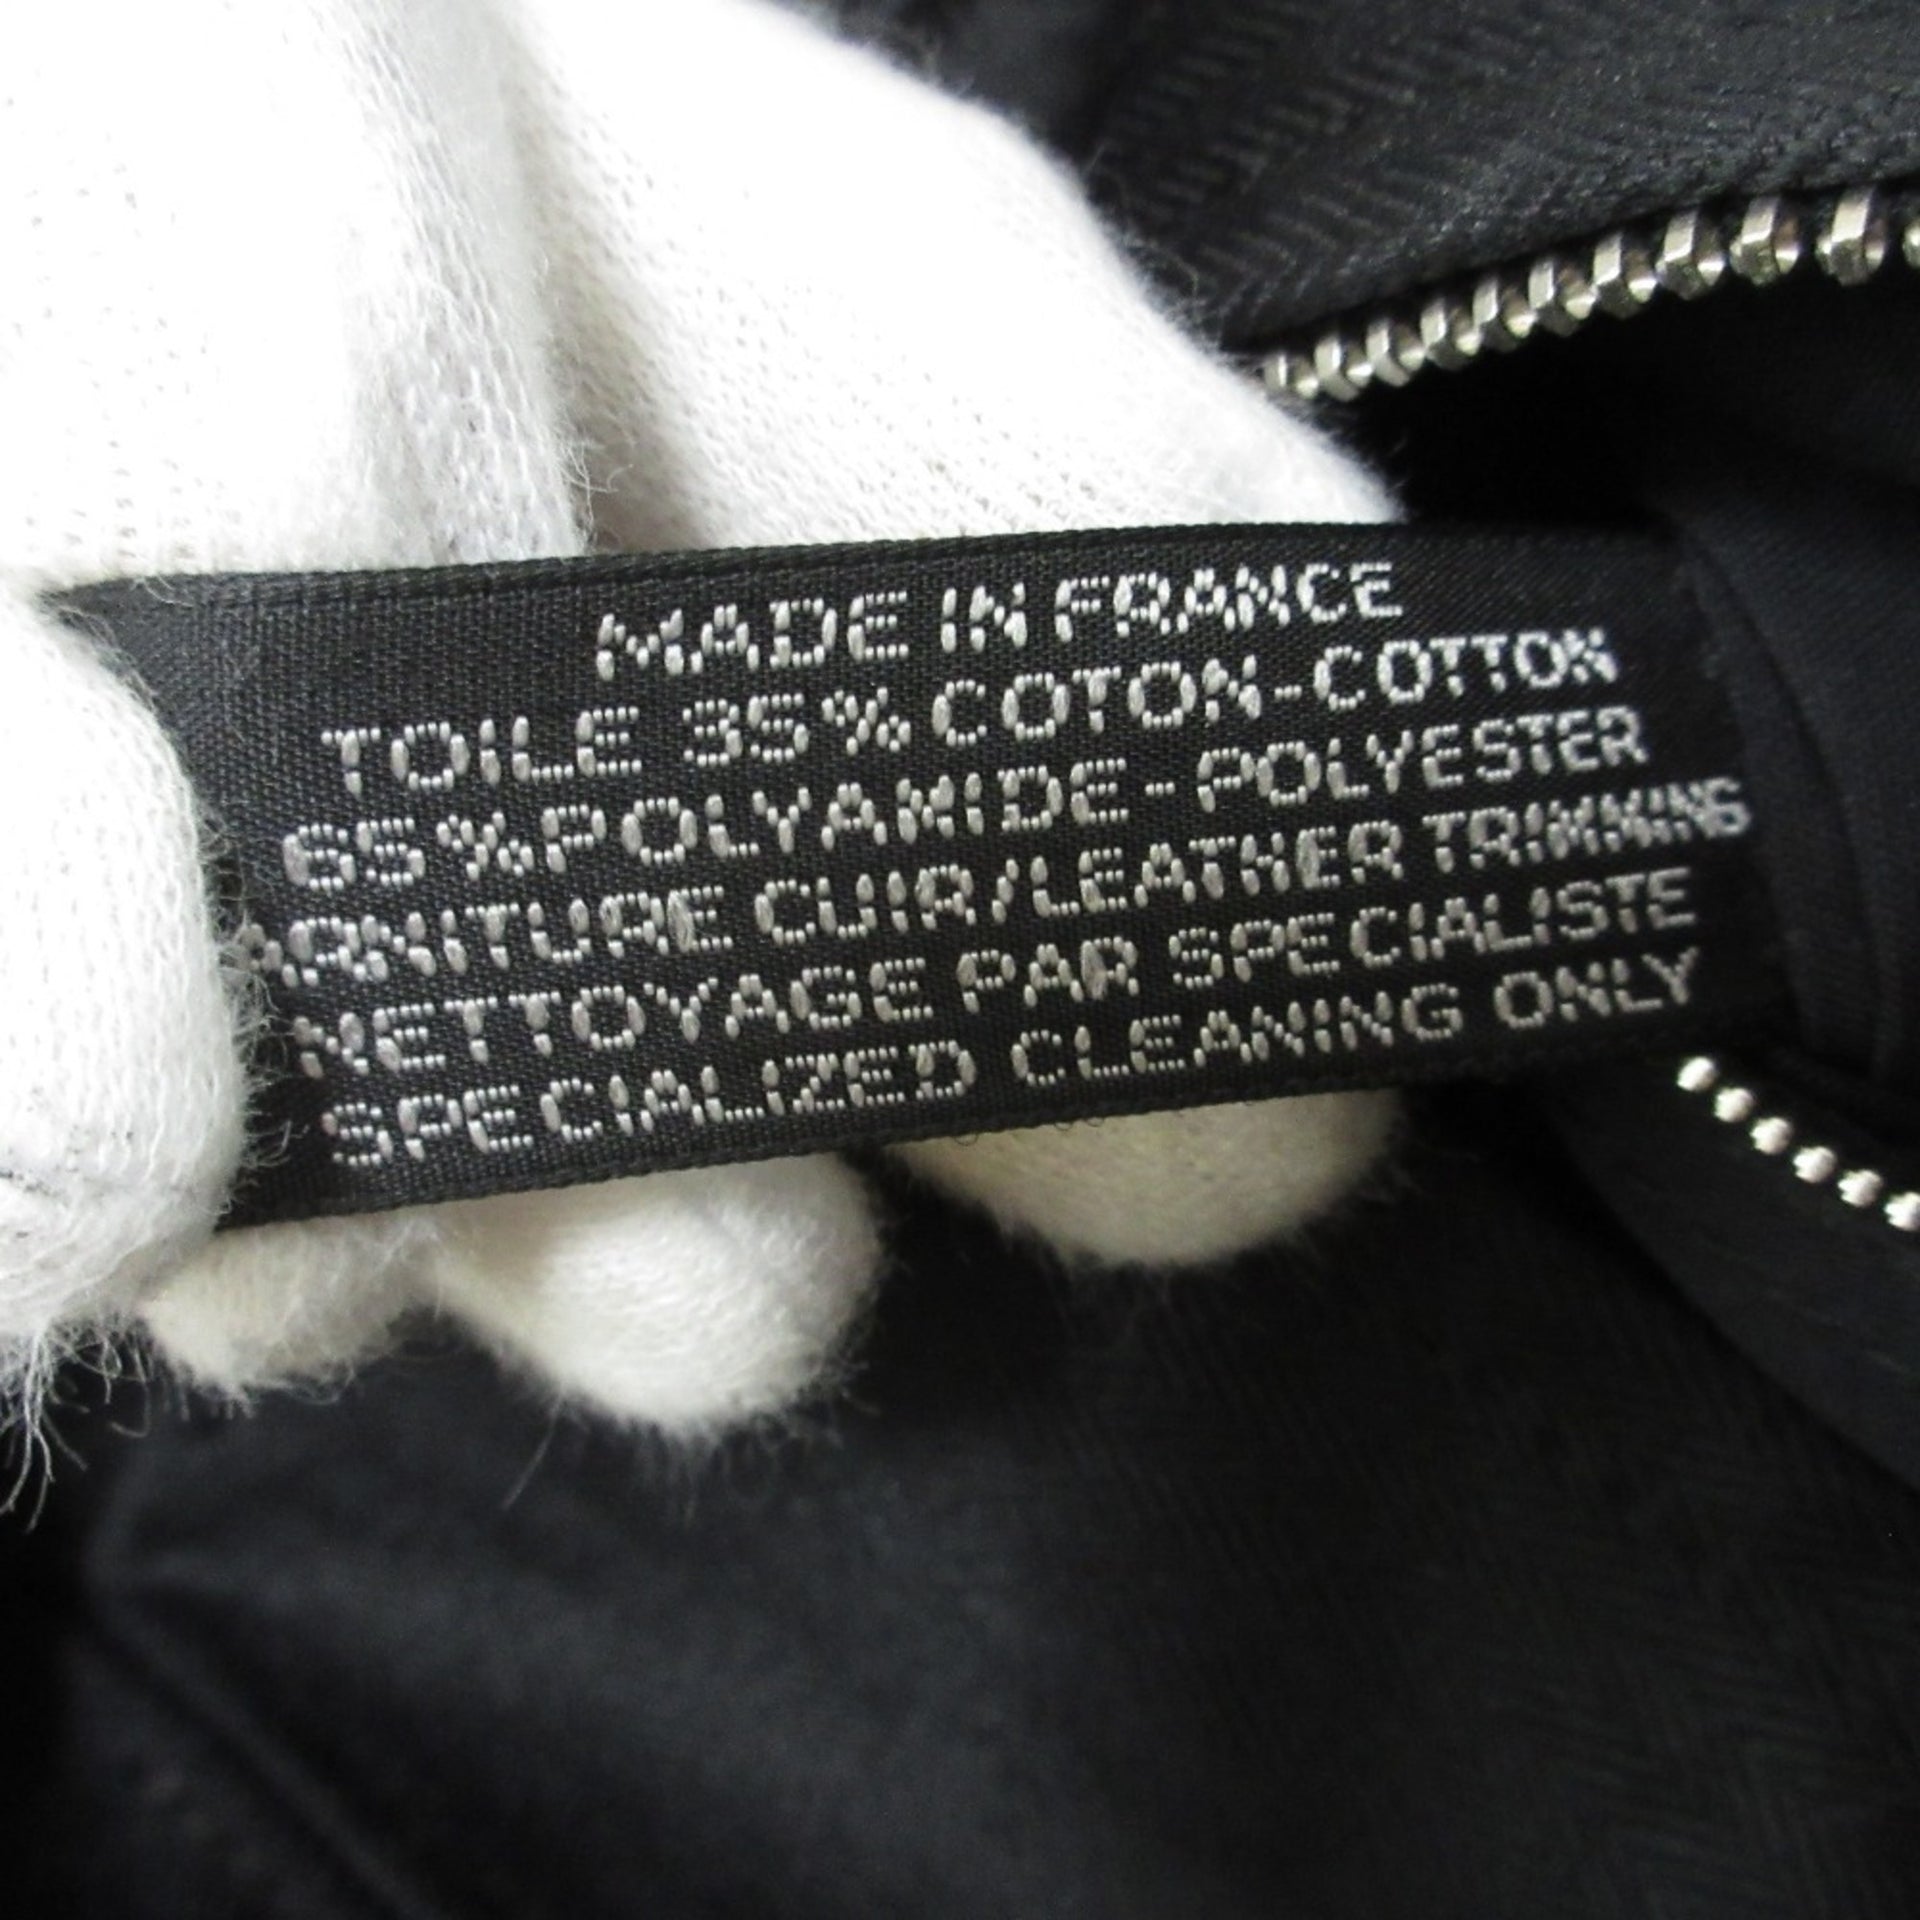 MADE IN FRANCE
TOILE 35% COTON-COTTON
65%POLYAMIDE-POLYESTER
ARNITURE CUIR/LEATHER TRIMMING
NETTOYAGE PAR SPECIALISTE
SPECIALIZED CLEANING ONLY